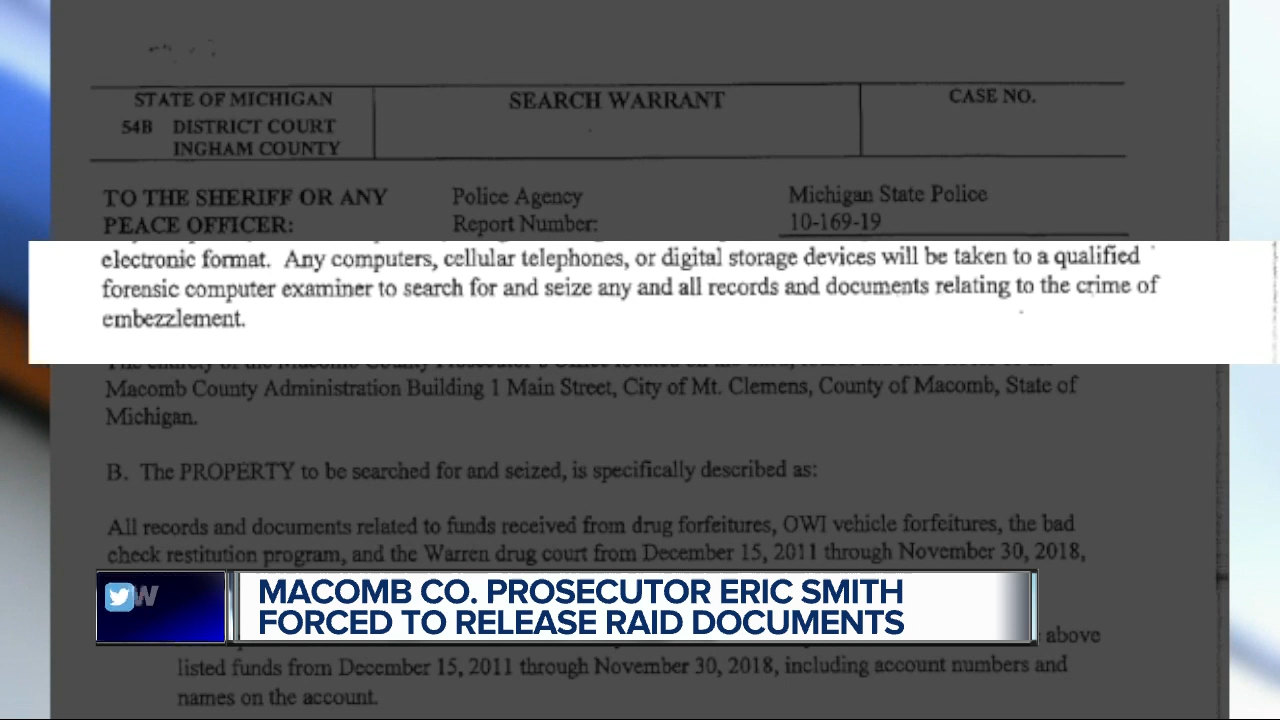 STATE OF MICHIGAN
54B DISTRICT COURT
INGHAM COUNTY
SEARCH WARRANT
CASE NO.
TO THE SHERIFF OR ANY
PEACE OFFICER:
Police Agency
Report Number:
Michigan State Police
10-169-19
electronic format. Any computers, cellular telephones, or digital storage devices will be taken to a qualified
forensic computer examiner to search for and seize any and all records and documents relating to the crime of
embezzlement.
Macomb County Administration Building 1 Main Street, City of Mt. Clemens, County of Macomb, State of
Michigan.
B. The PROPERTY to be searched for and seized, is specifically described as:
All records and documents related to funds received from drug forfeitures, OWI vehicle forfeitures, the bad
check restitution program, and the Warren drug court from December 15, 2011 through November 30, 2018,
W
MACOMB CO. PROSECUTOR ERIC SMITH
FORCED TO RELEASE RAID DOCUMENTS
above
listed funds from December 15, 2011 through November 30, 2018, including account numbers and
names on the account.